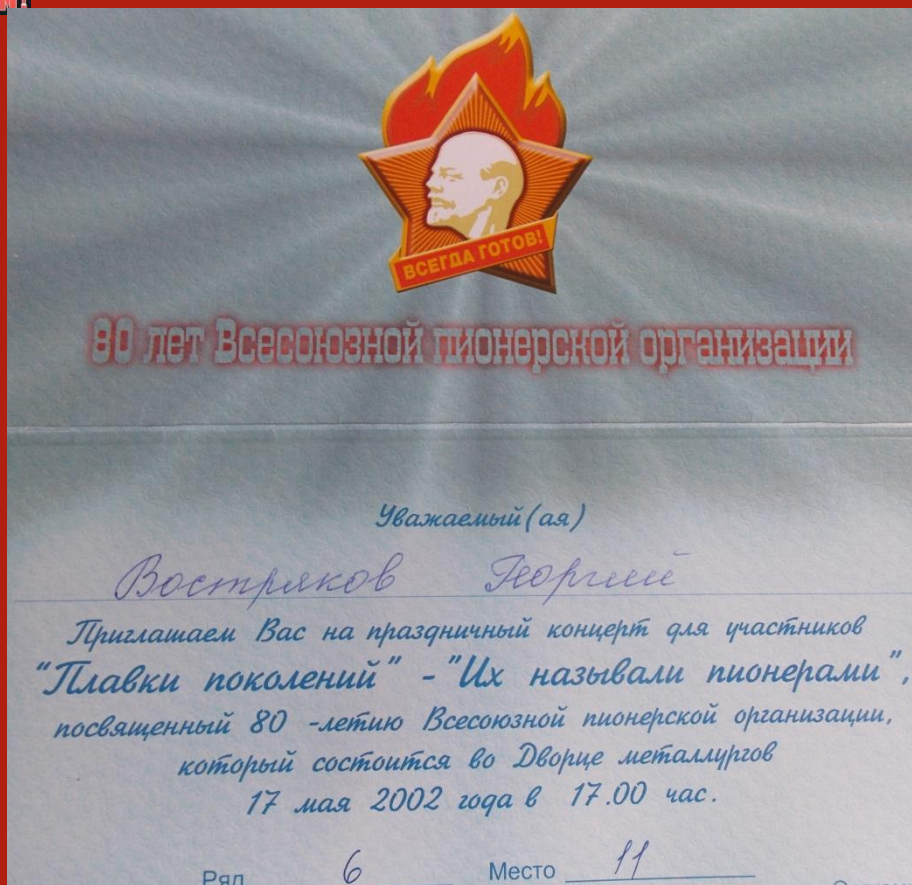 ВСЕГДА ГОТОВ!
80 лет Всесоюзной пионерской организации
Уважаемый (ая)
Востряков Георгий
Приглашаем Вас на праздничный концерт для участников
"Плавки поколений" - "Их называли пионерами",
посвященный 80 -летию Всесоюзной пионерской организации,
который состоится во Дворце металлургов
17 мая 2002 года в 17.00 час.
Ряд 6 Место 11